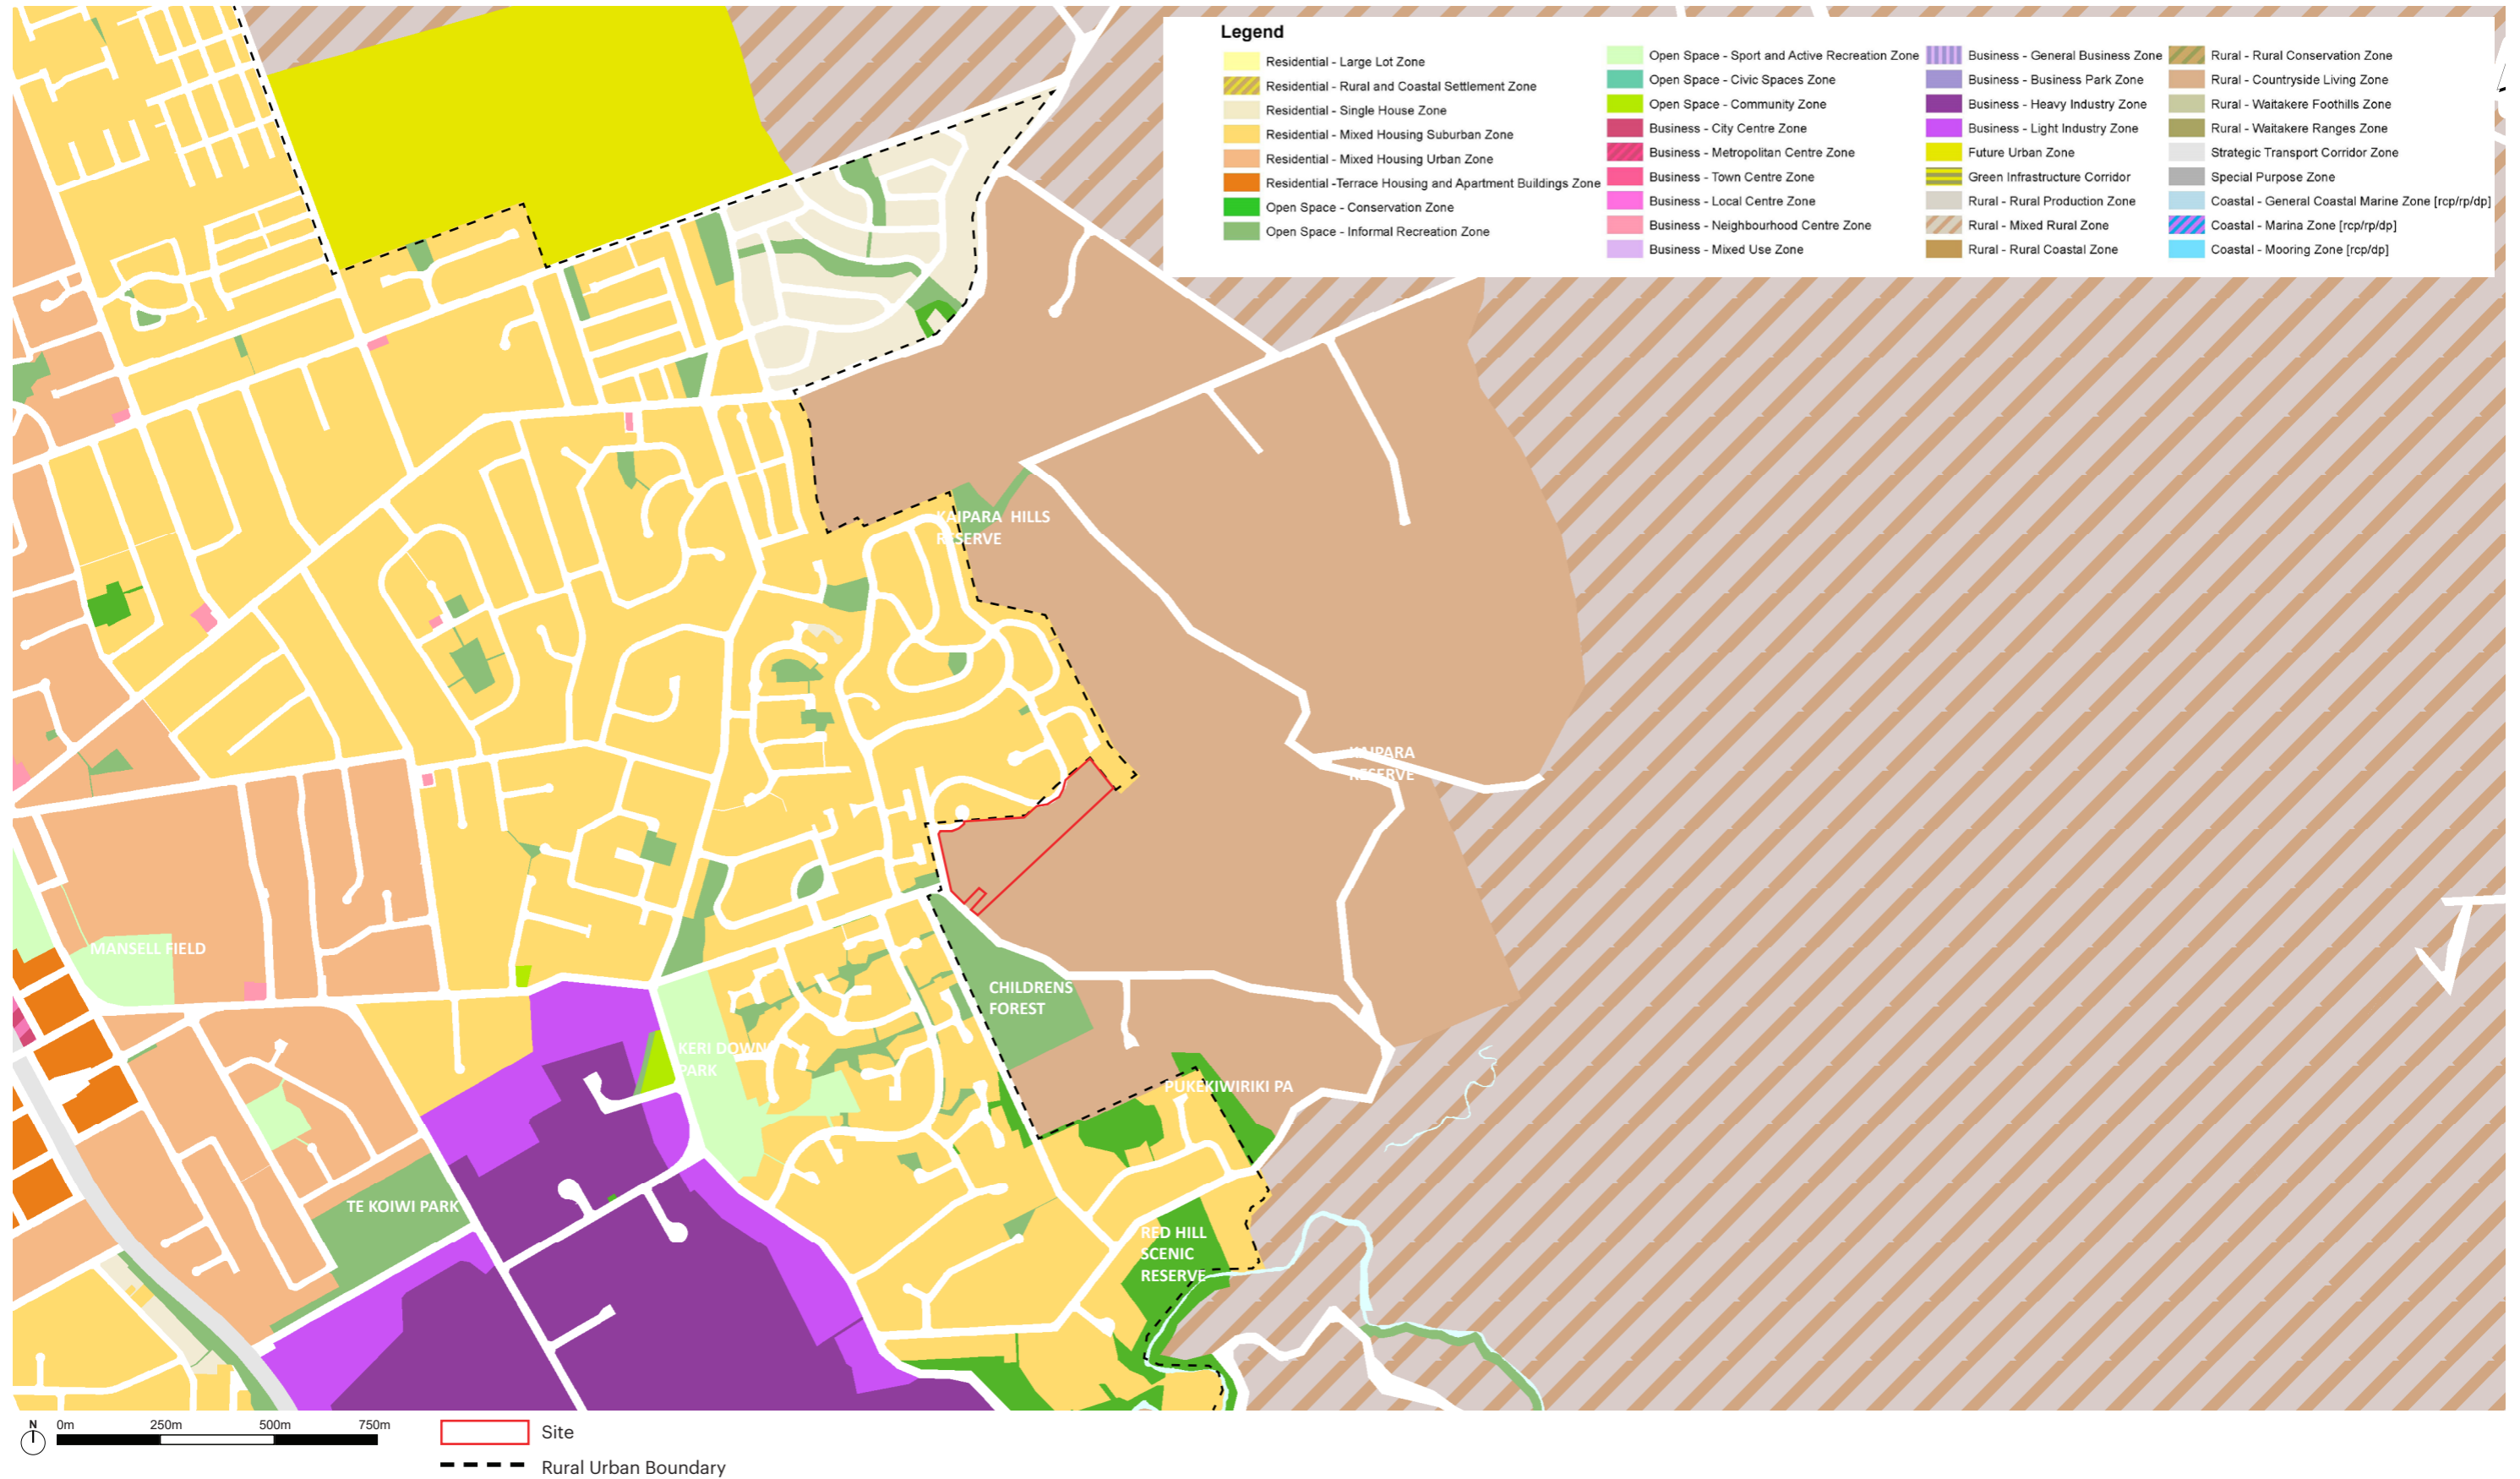 Legend
Residential - Large Lot Zone
Residential - Rural and Coastal Settlement Zone
Residential - Single House Zone
Residential - Mixed Housing Suburban Zone
Residential - Mixed Housing Urban Zone
Residential -Terrace Housing and Apartment Buildings Zone
Open Space - Conservation Zone
Open Space - Informal Recreation Zone
Open Space - Sport and Active Recreation Zone
Open Space - Civic Spaces Zone
Open Space - Community Zone
Business - City Centre Zone
Business - Metropolitan Centre Zone
Business - Town Centre Zone
Business - Local Centre Zone
Business - Neighbourhood Centre Zone
Business - Mixed Use Zone
Business - General Business Zone
Business - Business Park Zone
Business - Heavy Industry Zone
Business - Light Industry Zone
Future Urban Zone
Green Infrastructure Corridor
Rural - Rural Production Zone
Rural - Mixed Rural Zone
Rural - Rural Coastal Zone
Rural - Rural Conservation Zone
Rural - Countryside Living Zone
Rural - Waitakere Foothills Zone
Rural - Waitakere Ranges Zone
Strategic Transport Corridor Zone
Special Purpose Zone
Coastal - General Coastal Marine Zone [rcp/rp/dp]
Coastal - Marina Zone [rcp/rp/dp]
Coastal - Mooring Zone [rcp/dp]
KAIPARA HILLS
RESERVE
KAIPARA
RESERVE
MANSELL FIELD
CHILDRENS
FOREST
KERI DOWNS
PARK
PUKEKIWIRIKI PA
TE KOIWI PARK
RED HILL
SCENIC
RESERVE
N
0m 250m 500m 750m
Site
Rural Urban Boundary